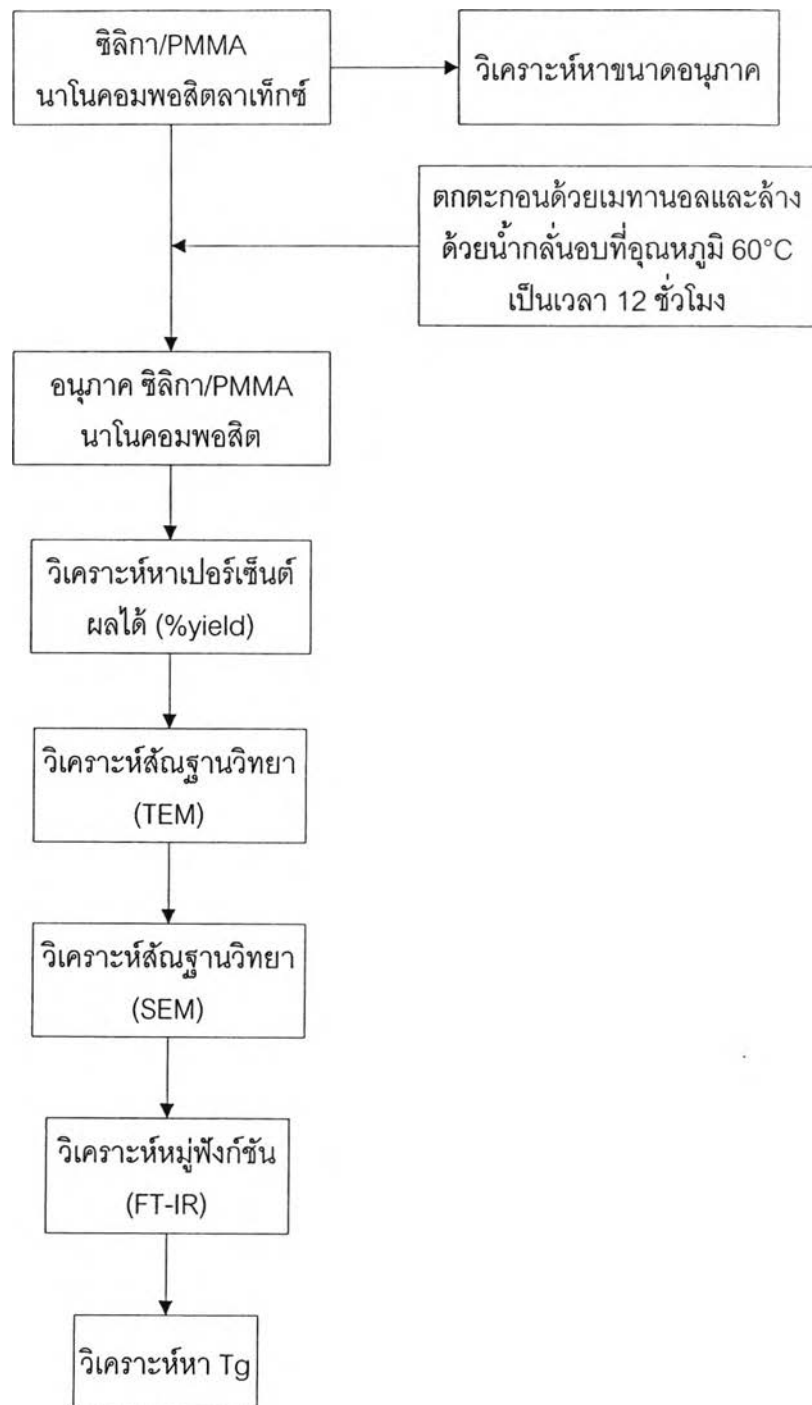 ซิลิกา/PMMA
นาโนคอมพอสิตลาเท็กซ์
วิเคราะห์หาขนาดอนุภาค
ตกตะกอนด้วยเมทานอลและล้าง
ด้วยน้ำกลั่นอบที่อุณหภูมิ 60°C
เป็นเวลา 12 ชั่วโมง
อนุภาค ซิลิกา/PMMA
นาโนคอมพอสิต
วิเคราะห์หาเปอร์เซ็นต์
ผลได้ (%yield)
วิเคราะห์สัณฐานวิทยา
(TEM)
วิเคราะห์สัณฐานวิทยา
(SEM)
วิเคราะห์หมู่ฟังก์ชัน
(FT-IR)
วิเคราะห์หา Tg